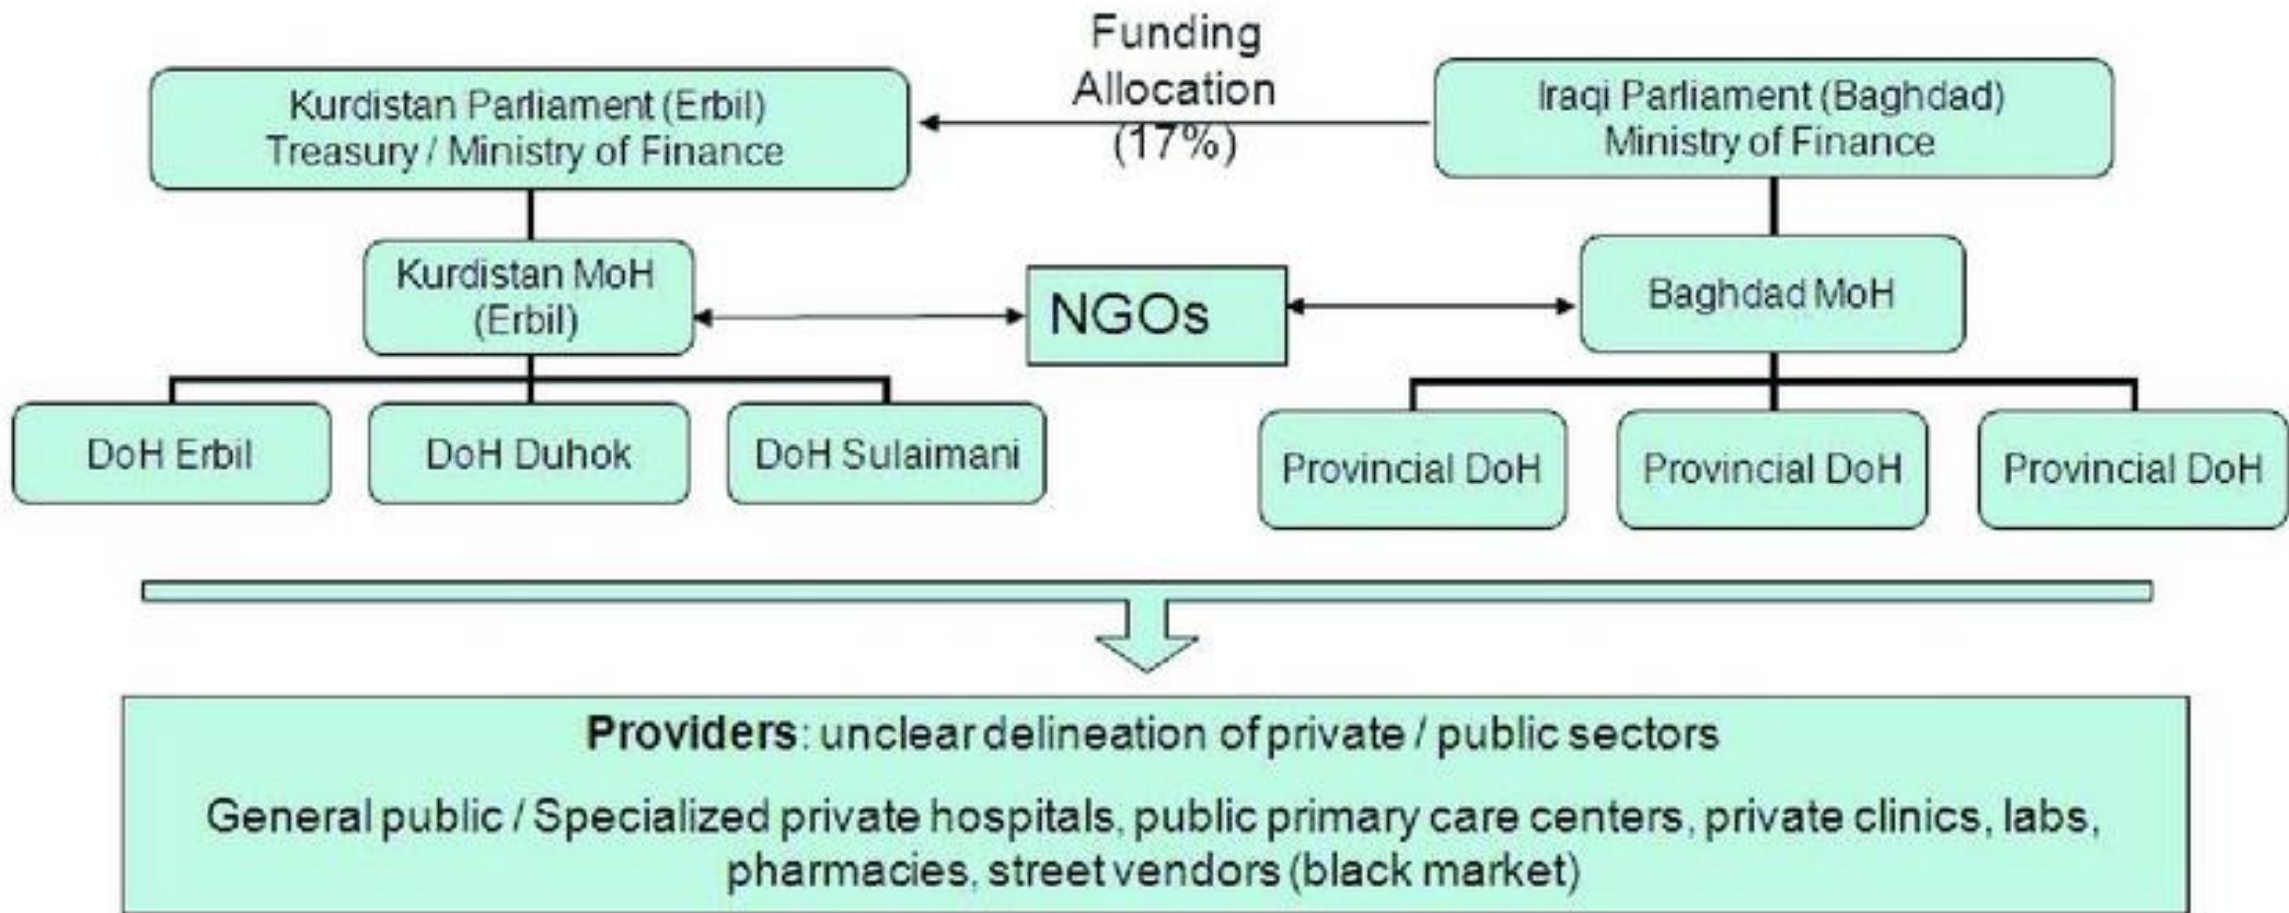 Funding
Allocation
(17%)
Kurdistan Parliament (Erbil)
Treasury / Ministry of Finance
Iraqi Parliament (Baghdad)
Ministry of Finance
Kurdistan MoH
(Erbil)
NGOs
Baghdad MoH
DoH Erbil
DoH Duhok
DoH Sulaimani
Provincial DoH
Provincial DoH
Provincial DoH
Providers: unclear delineation of private / public sectors
General public / Specialized private hospitals, public primary care centers, private clinics, labs,
pharmacies, street vendors (black market)